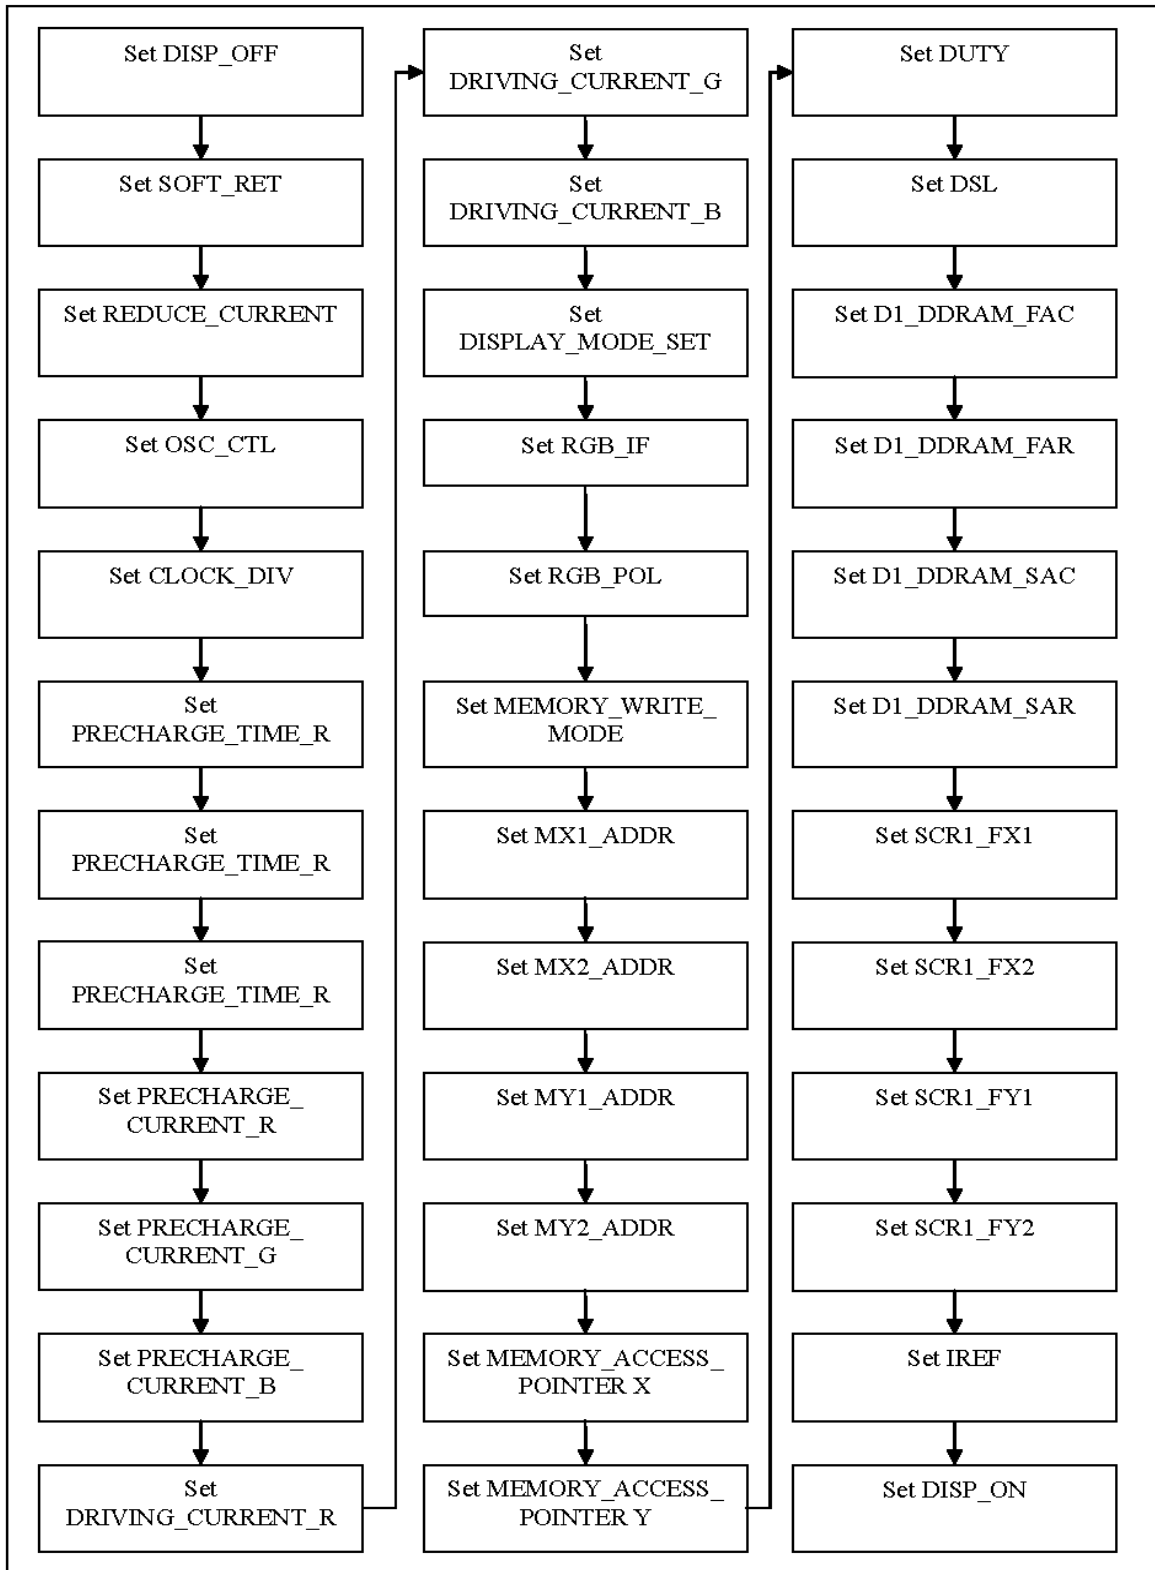 Set DISP_OFF
Set SOFT_RET
Set REDUCE_CURRENT
Set OSC_CTL
Set CLOCK_DIV
Set
PRECHARGE_TIME_R
Set
PRECHARGE_TIME_R
Set
PRECHARGE_TIME_R
Set PRECHARGE_
CURRENT_R
Set PRECHARGE_
CURRENT_G
Set PRECHARGE_
CURRENT_B
Set
DRIVING_CURRENT_R
Set
DRIVING_CURRENT_G
Set
DRIVING_CURRENT_B
Set
DISPLAY_MODE_SET
Set RGB_IF
Set RGB_POL
Set MEMORY_WRITE_
MODE
Set MX1_ADDR
Set MX2_ADDR
Set MY1_ADDR
Set MY2_ADDR
Set MEMORY_ACCESS_
POINTER X
Set MEMORY_ACCESS_
POINTER Y
Set DUTY
Set DSL
Set D1_DDRAM_FAC
Set D1_DDRAM_FAR
Set D1_DDRAM_SAC
Set D1_DDRAM_SAR
Set SCR1_FX1
Set SCR1_FX2
Set SCR1_FY1
Set SCR1_FY2
Set IREF
Set DISP_ON